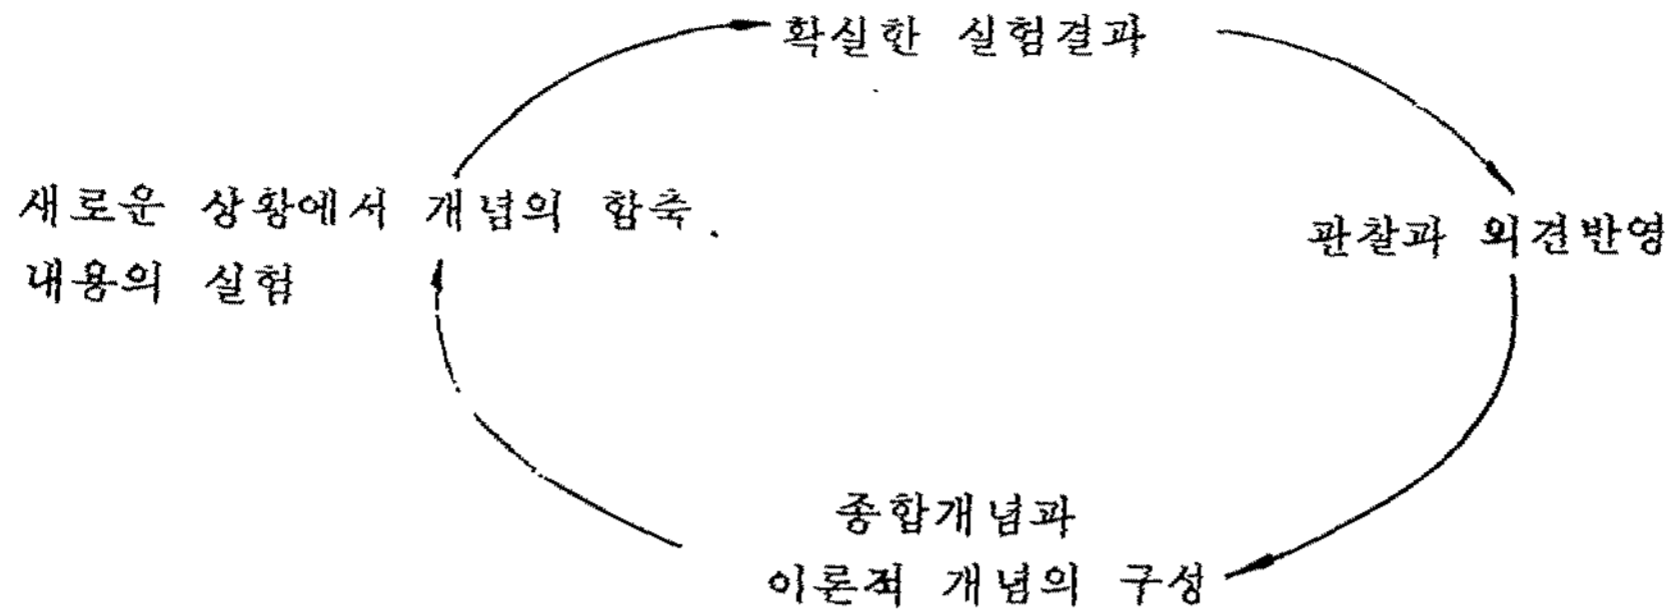 확실한 실험결과
새로운 상황에서 개념의 함축
내용의 실험
관찰과 의견반영
종합개념과
이론적 개념의 구성